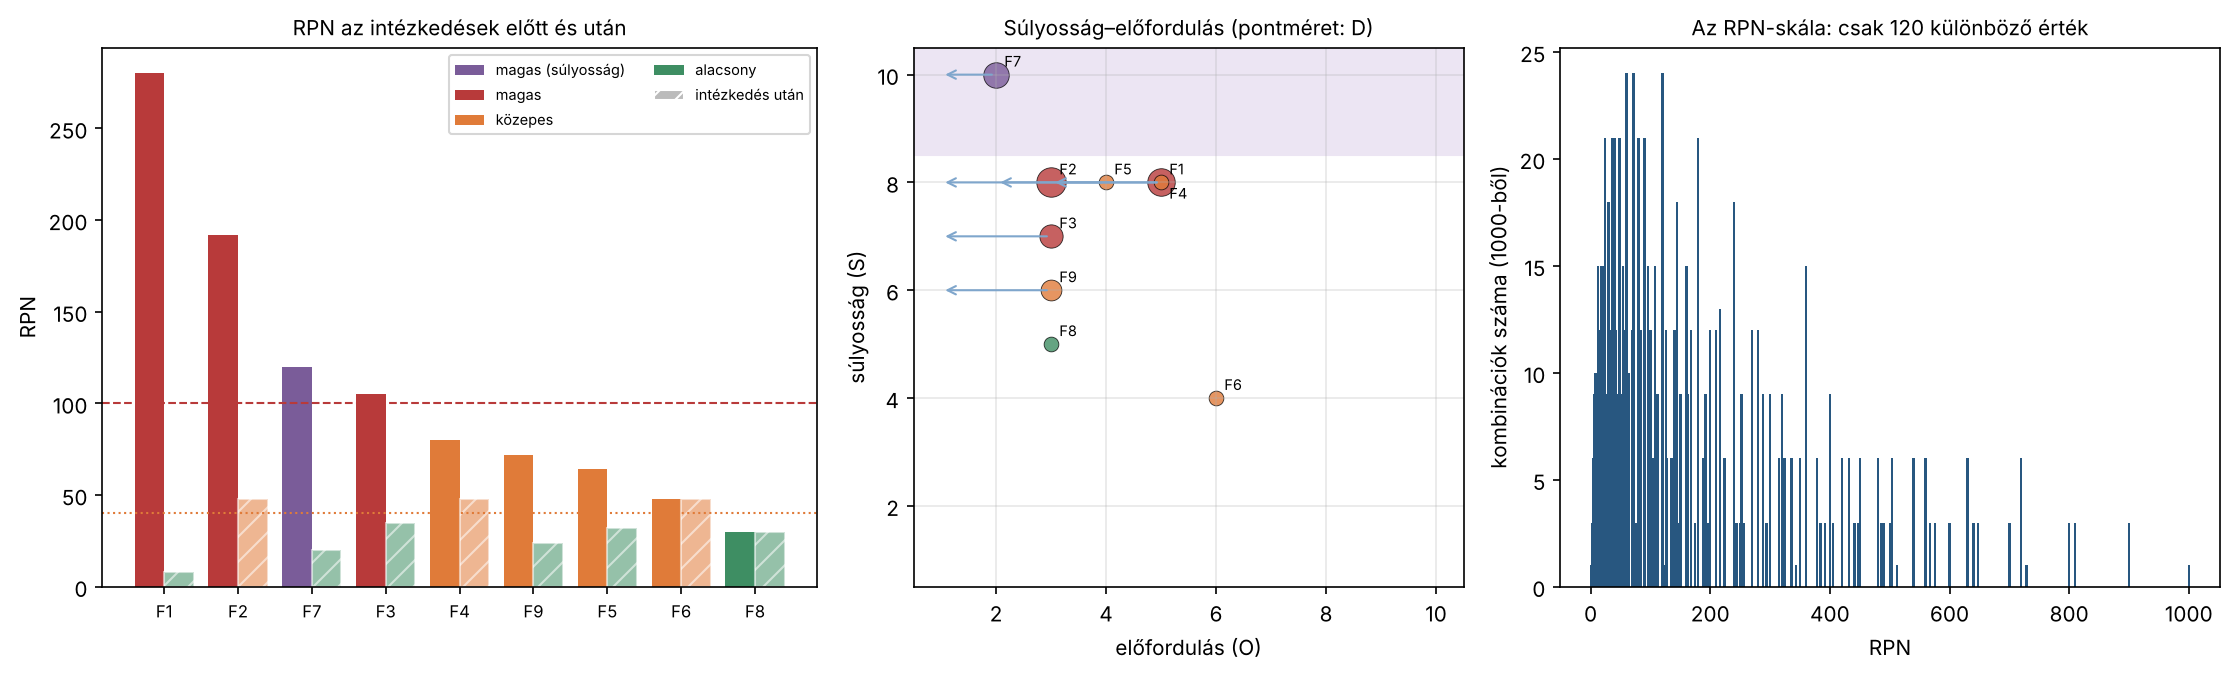 RPN az intézkedések előtt és után
magas (súlyosság)
magas
közepes
alacsony
intézkedés után
RPN
250
200
150
100
50
0
F1 F2 F7 F3 F4 F9 F5 F6 F8
Súlyosság–előfordulás (pontméret: D)
súlyosság (S)
10
8
6
4
2
F7
F2
F5
F1
F4
F3
F9
F8
F6
2 4 6 8 10
előfordulás (O)
Az RPN-skála: csak 120 különböző érték
kombinációk száma (1000-ből)
25
20
15
10
5
0
0 200 400 600 800 1000
RPN